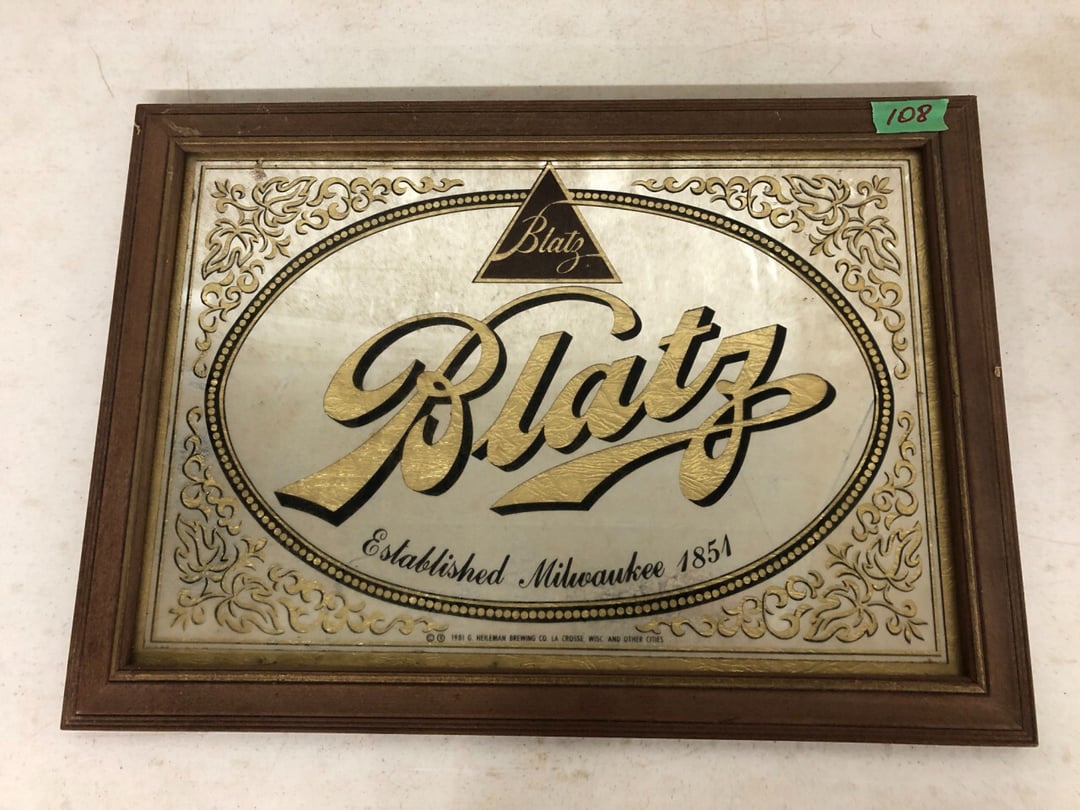 108
Blatz
Blatz
Established Milwaukee 1851
© ® 1981 G. HEILEMAN BREWING CO. LA CROSSE, WISC. AND OTHER CITIES